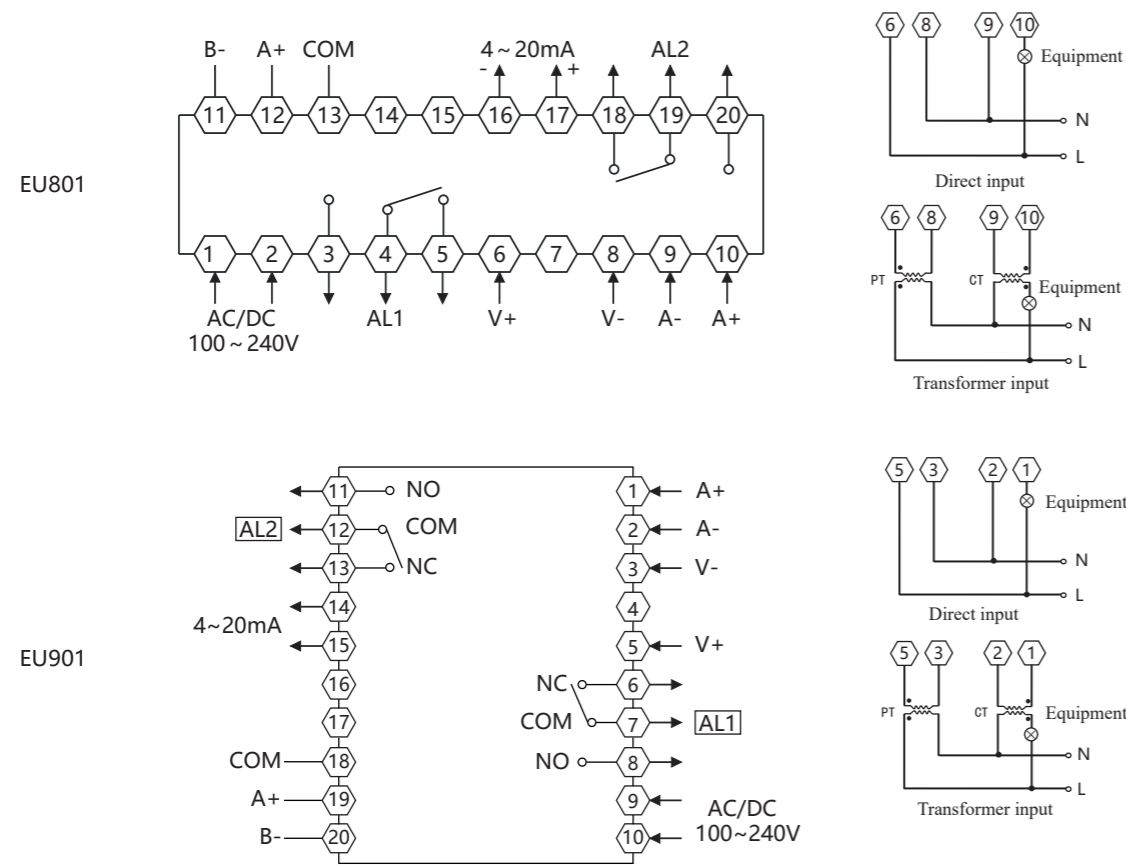 B- A+ COM 4~20mA AL2
- +
11 12 13 14 15 16 17 18 19 20
EU801
1 2 3 4 5 6 7 8 9 10
AC/DC AL1 V+ V- A- A+
100~240V
6 8 9 10
Equipment
N
L
Direct input
6 8 9 10
PT CT Equipment
N
L
Transformer input
EU901
11 NO
AL2 12 COM
13 NC
14
4~20mA
15
16
17
COM 18
A+ 19
B- 20
1 A+
2 A-
3 V-
4
5 V+
NC 6
COM 7 AL1
NO 8
9
AC/DC
100~240V
10
5 3 2 1
Equipment
N
L
Direct input
5 3 2 1
PT CT Equipment
N
L
Transformer input